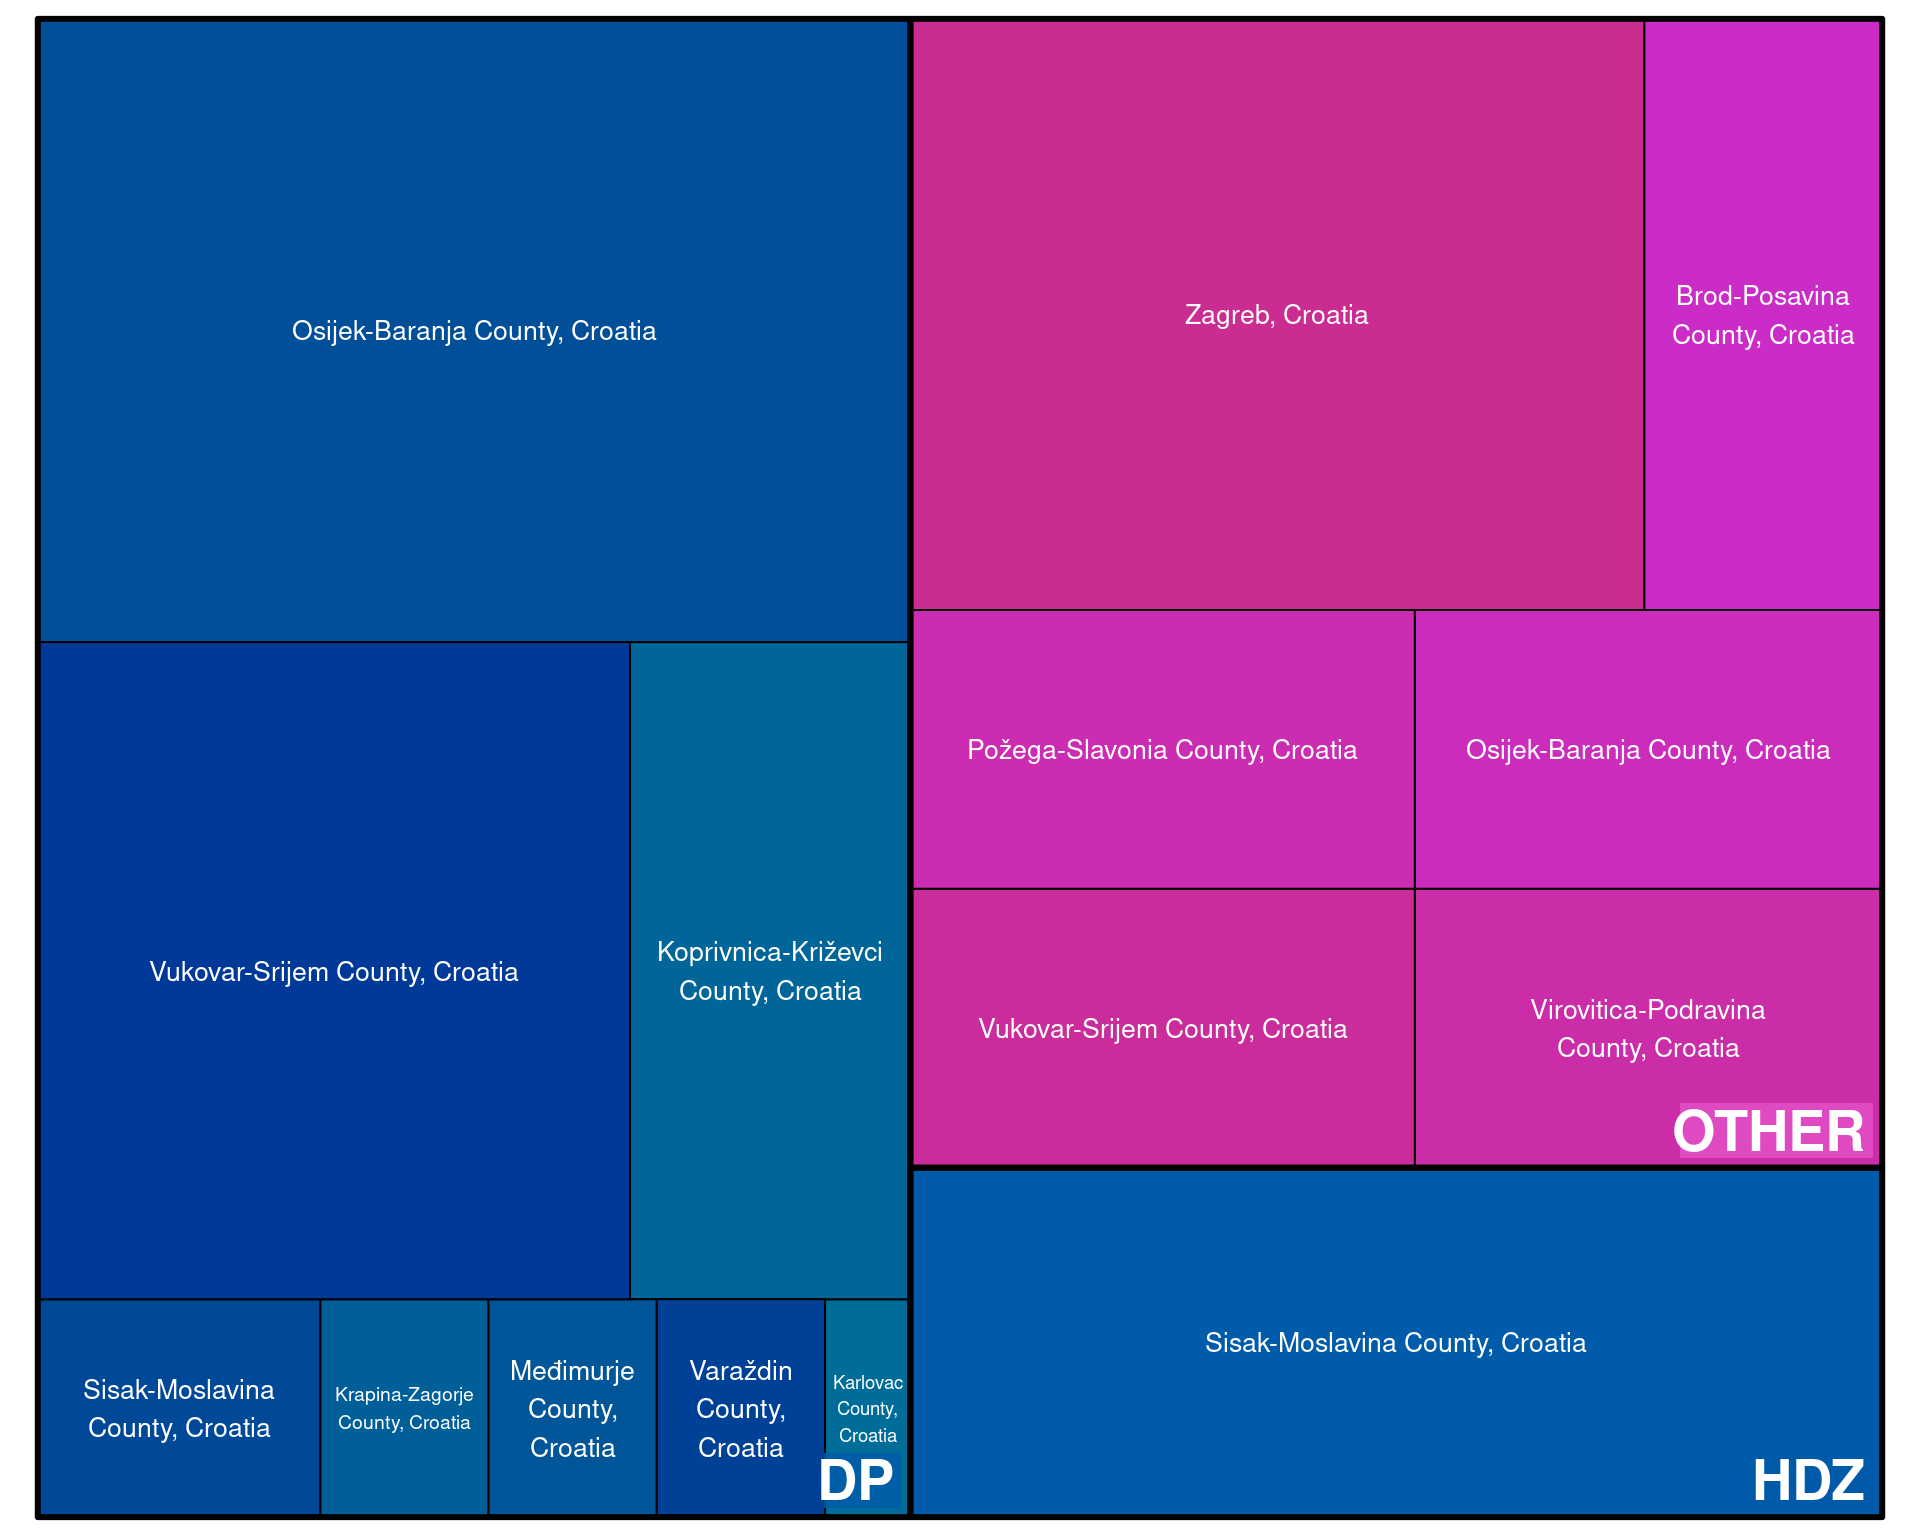 Osijek-Baranja County, Croatia
Vukovar-Srijem County, Croatia
Koprivnica-Križevci
County, Croatia
Sisak-Moslavina
County, Croatia
Krapina-Zagorje
County, Croatia
Međimurje
County,
Croatia
Varaždin
County,
Croatia
Karlovac
County,
Croatia
DP
Zagreb, Croatia
Brod-Posavina
County, Croatia
Požega-Slavonia County, Croatia
Osijek-Baranja County, Croatia
Vukovar-Srijem County, Croatia
Virovitica-Podravina
County, Croatia
OTHER
Sisak-Moslavina County, Croatia
HDZ